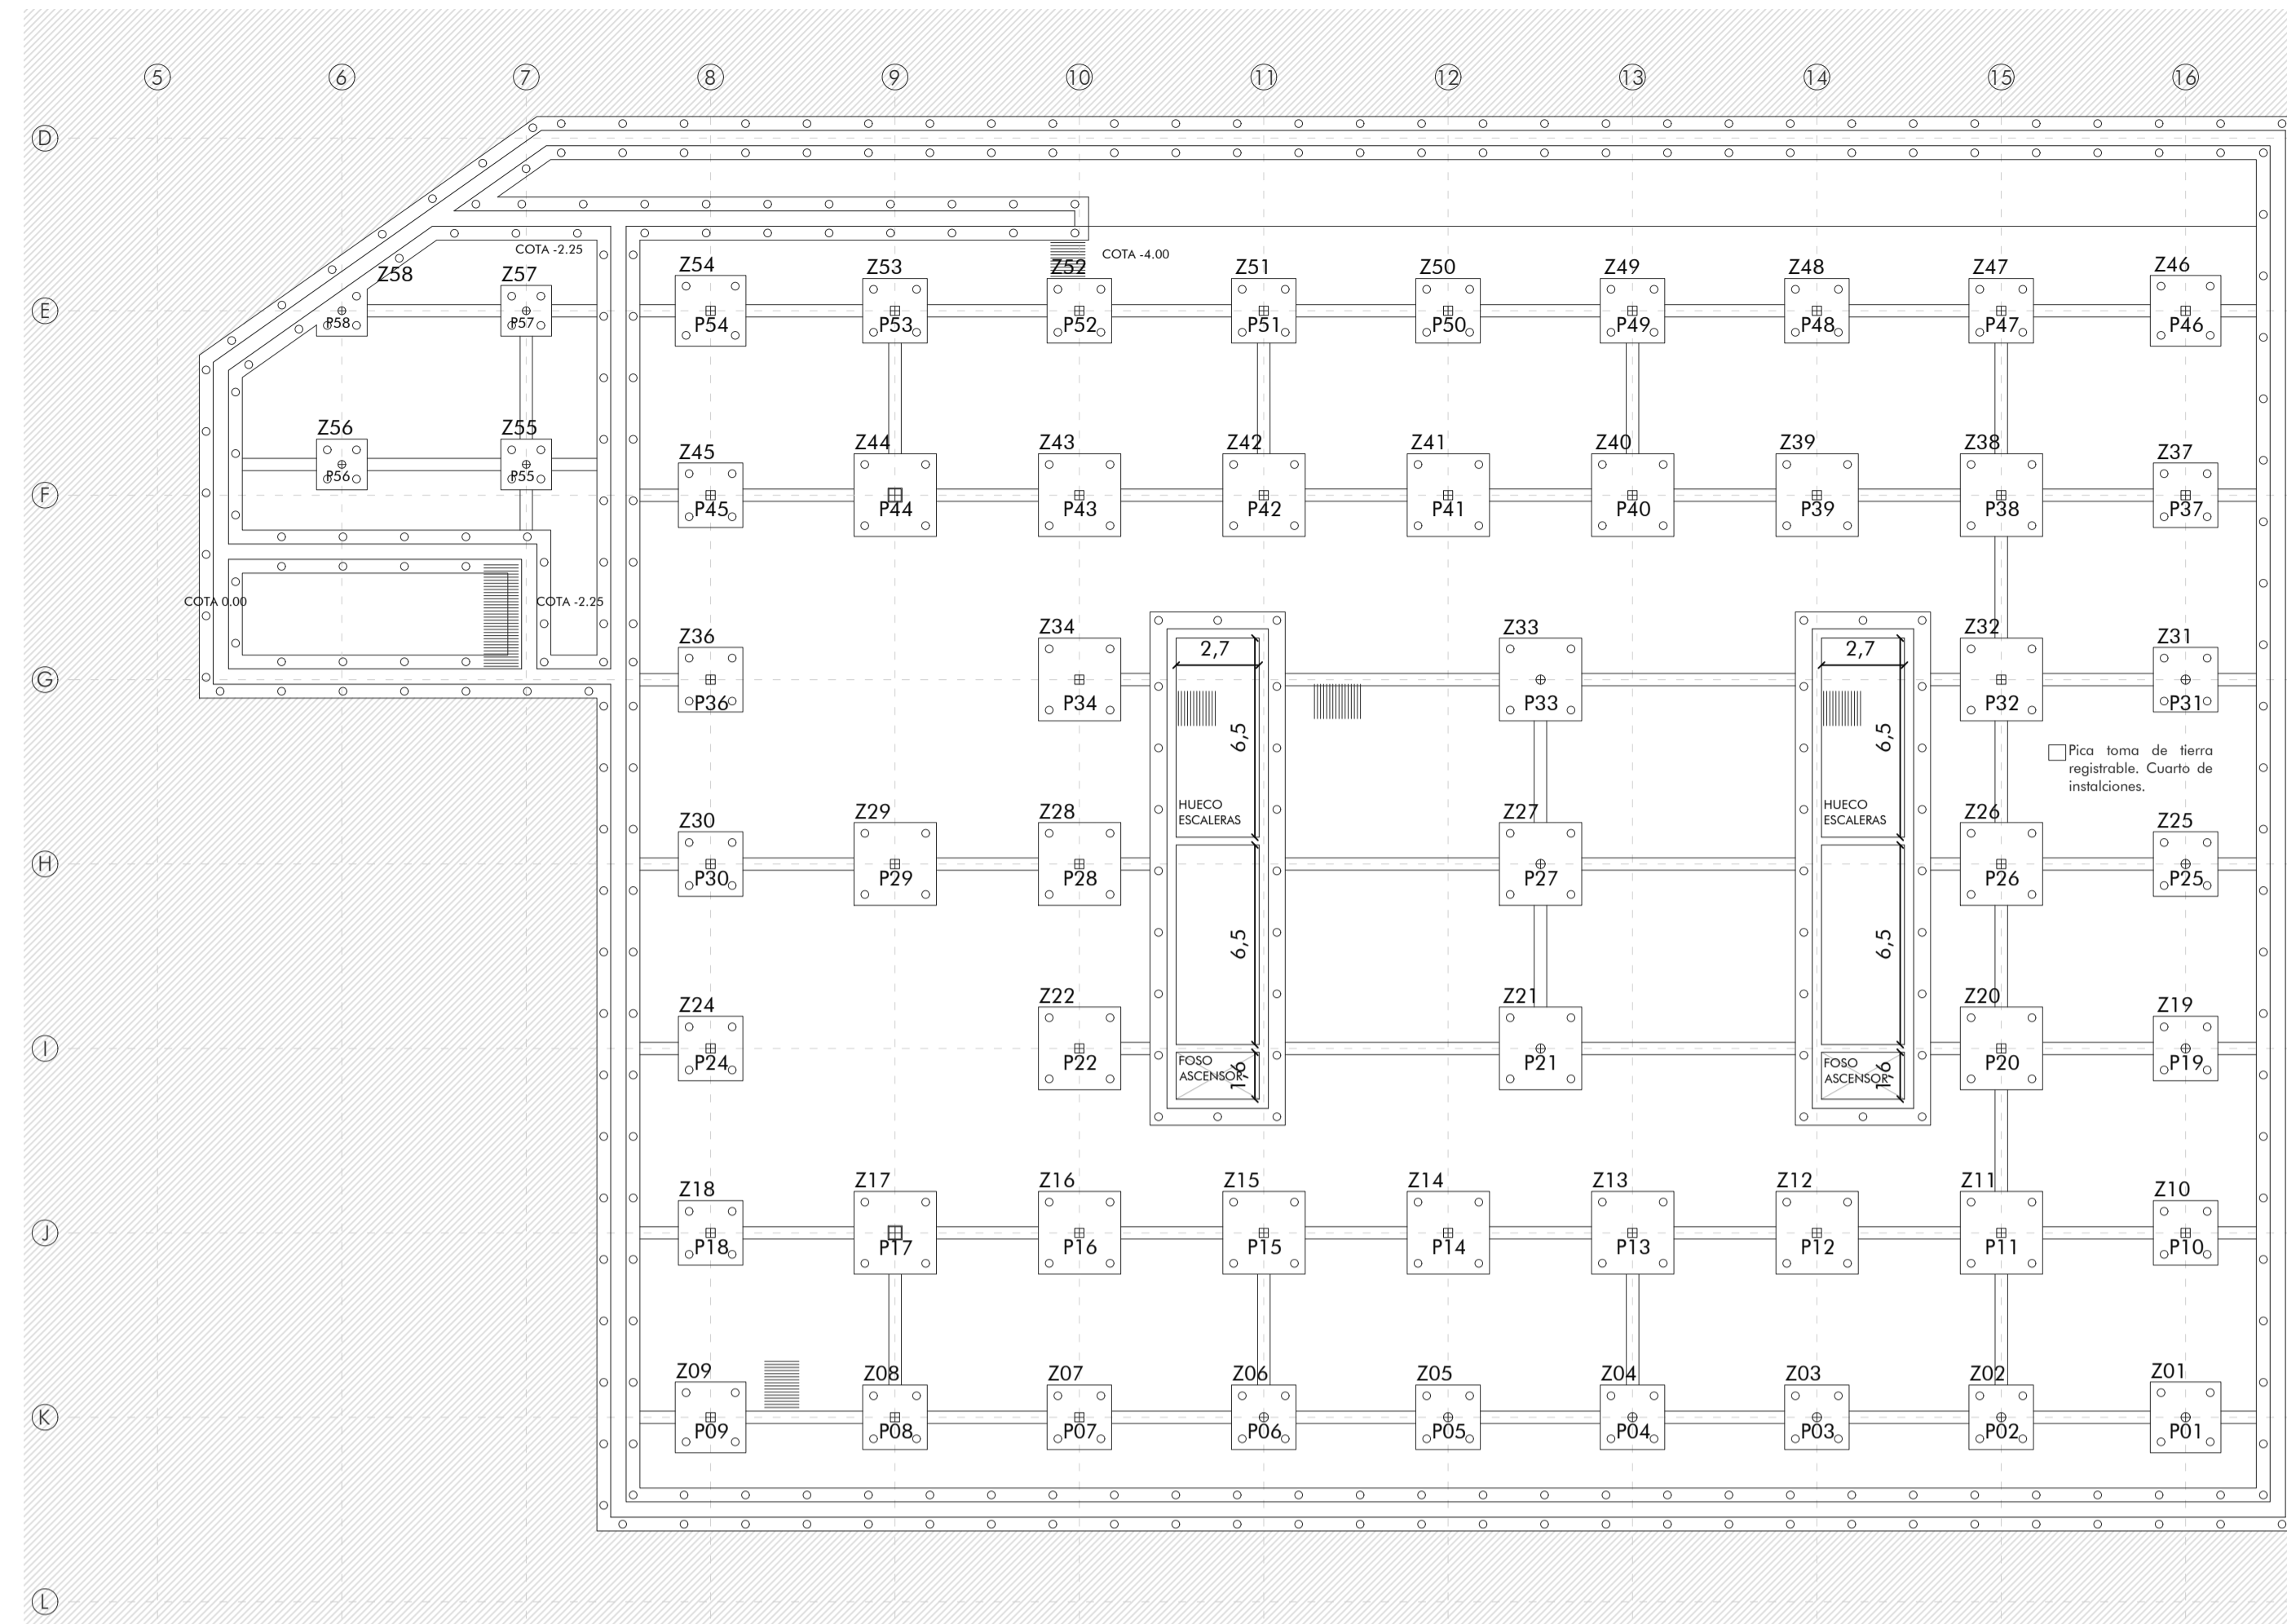 5 6 7 8 9 10 11 12 13 14 15 16
D
COTA -2.25
COTA -4.00
Z58 Z57 Z54 Z53 Z52 Z51 Z50 Z49 Z48 Z47 Z46
E
P58 P57 P54 P53 P52 P51 P50 P49 P48 P47 P46
Z56 Z55 Z45 Z44 Z43 Z42 Z41 Z40 Z39 Z38 Z37
F
P56 P55 P45 P44 P43 P42 P41 P40 P39 P38 P37
COTA 0.00
COTA -2.25
Z36 Z34 Z33 Z32 Z31
2,7 2,7
G
P36 P34 P33 P32 P31
6,5 6,5
Pica toma de tierra
registrable. Cuarto de
instalciones.
HUECO
ESCALERAS
HUECO
ESCALERAS
Z30 Z29 Z28 Z27 Z26 Z25
H
P30 P29 P28 P27 P26 P25
6,5 6,5
Z24 Z22 Z21 Z20 Z19
I
P24 P22 P21 P20 P19
FOSO
ASCENSOR
1,6
FOSO
ASCENSOR
1,6
Z18 Z17 Z16 Z15 Z14 Z13 Z12 Z11 Z10
J
P18 P17 P16 P15 P14 P13 P12 P11 P10
Z09 Z08 Z07 Z06 Z05 Z04 Z03 Z02 Z01
K
P09 P08 P07 P06 P05 P04 P03 P02 P01
L